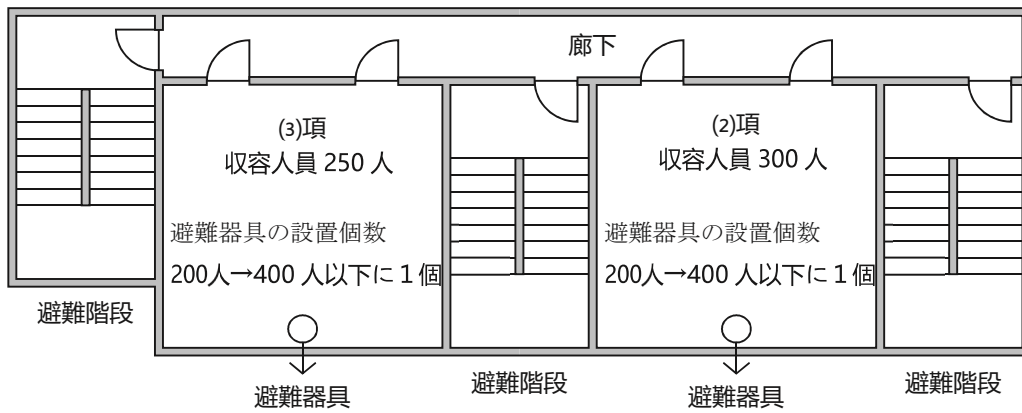 廊下
⑶項
収容人員 250 人
避難器具の設置個数
200人→400 人以下に１個
⑵項
収容人員 300 人
避難器具の設置個数
200人→400 人以下に１個
避難階段
避難器具
避難階段
避難器具
避難階段